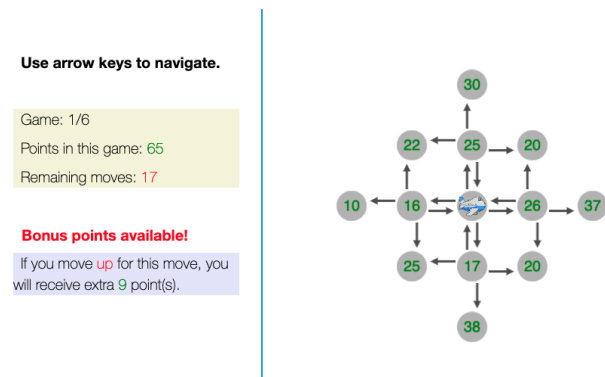 Use arrow keys to navigate.
Game: 1/6
Points in this game: 65
Remaining moves: 17
Bonus points available!
If you move up for this move, you
will receive extra 9 point(s).
30
22 25 20
10 16 26 37
25 17 20
38